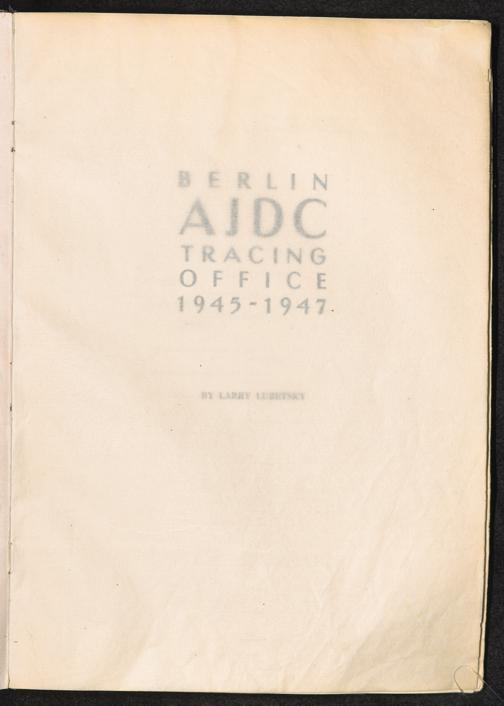 BERLIN
AJDC
TRACING
OFFICE
1945-1947.
BY LARRY LUBETSKY